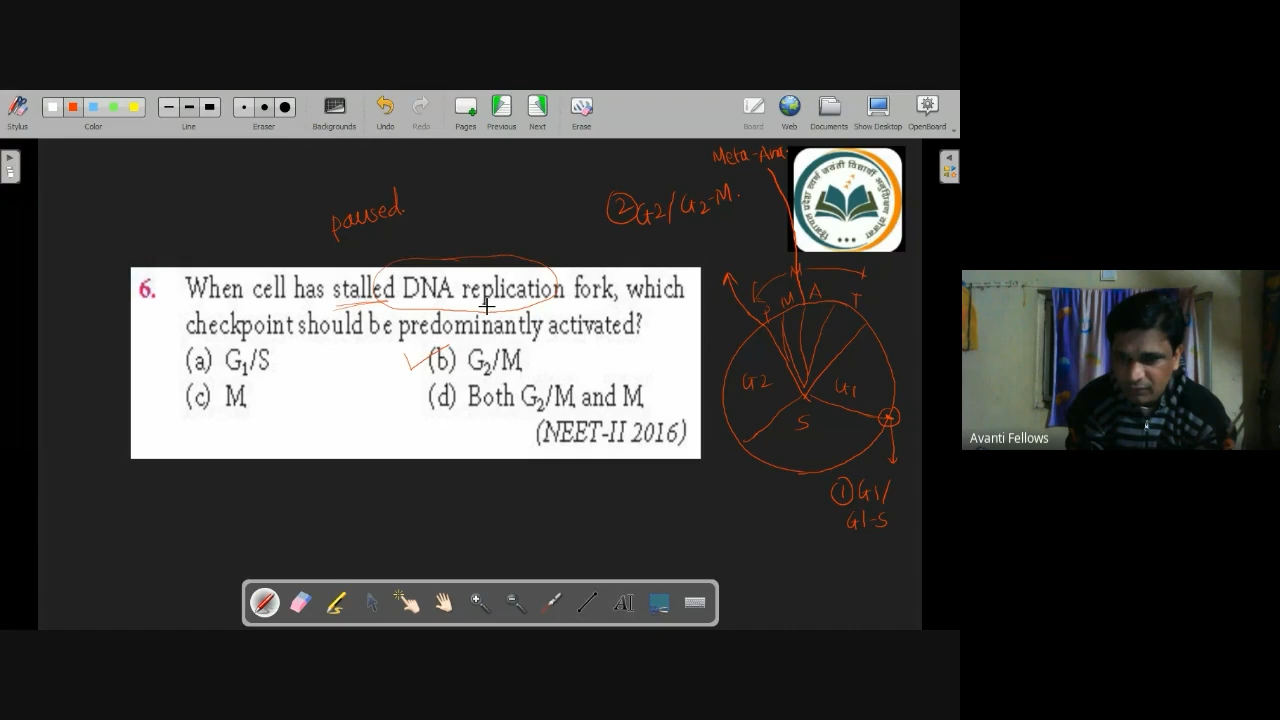 Stylus
Color
Line
Eraser
Backgrounds
Undo
Redo
Pages
Previous
Next
Erase
Board
Web
Documents
Show Desktop
OpenBoard
Meta-Ana
paused.
② G2/G2-M.
6. When cell has stalled DNA replication fork, which
checkpoint should be predominantly activated?
(a) G₁/S (b) G₂/M
(c) M (d) Both G₂/M and M
(NEET-II 2016)
M
P M A T
G2 G1
S
① G1/
G1-S
Avanti Fellows